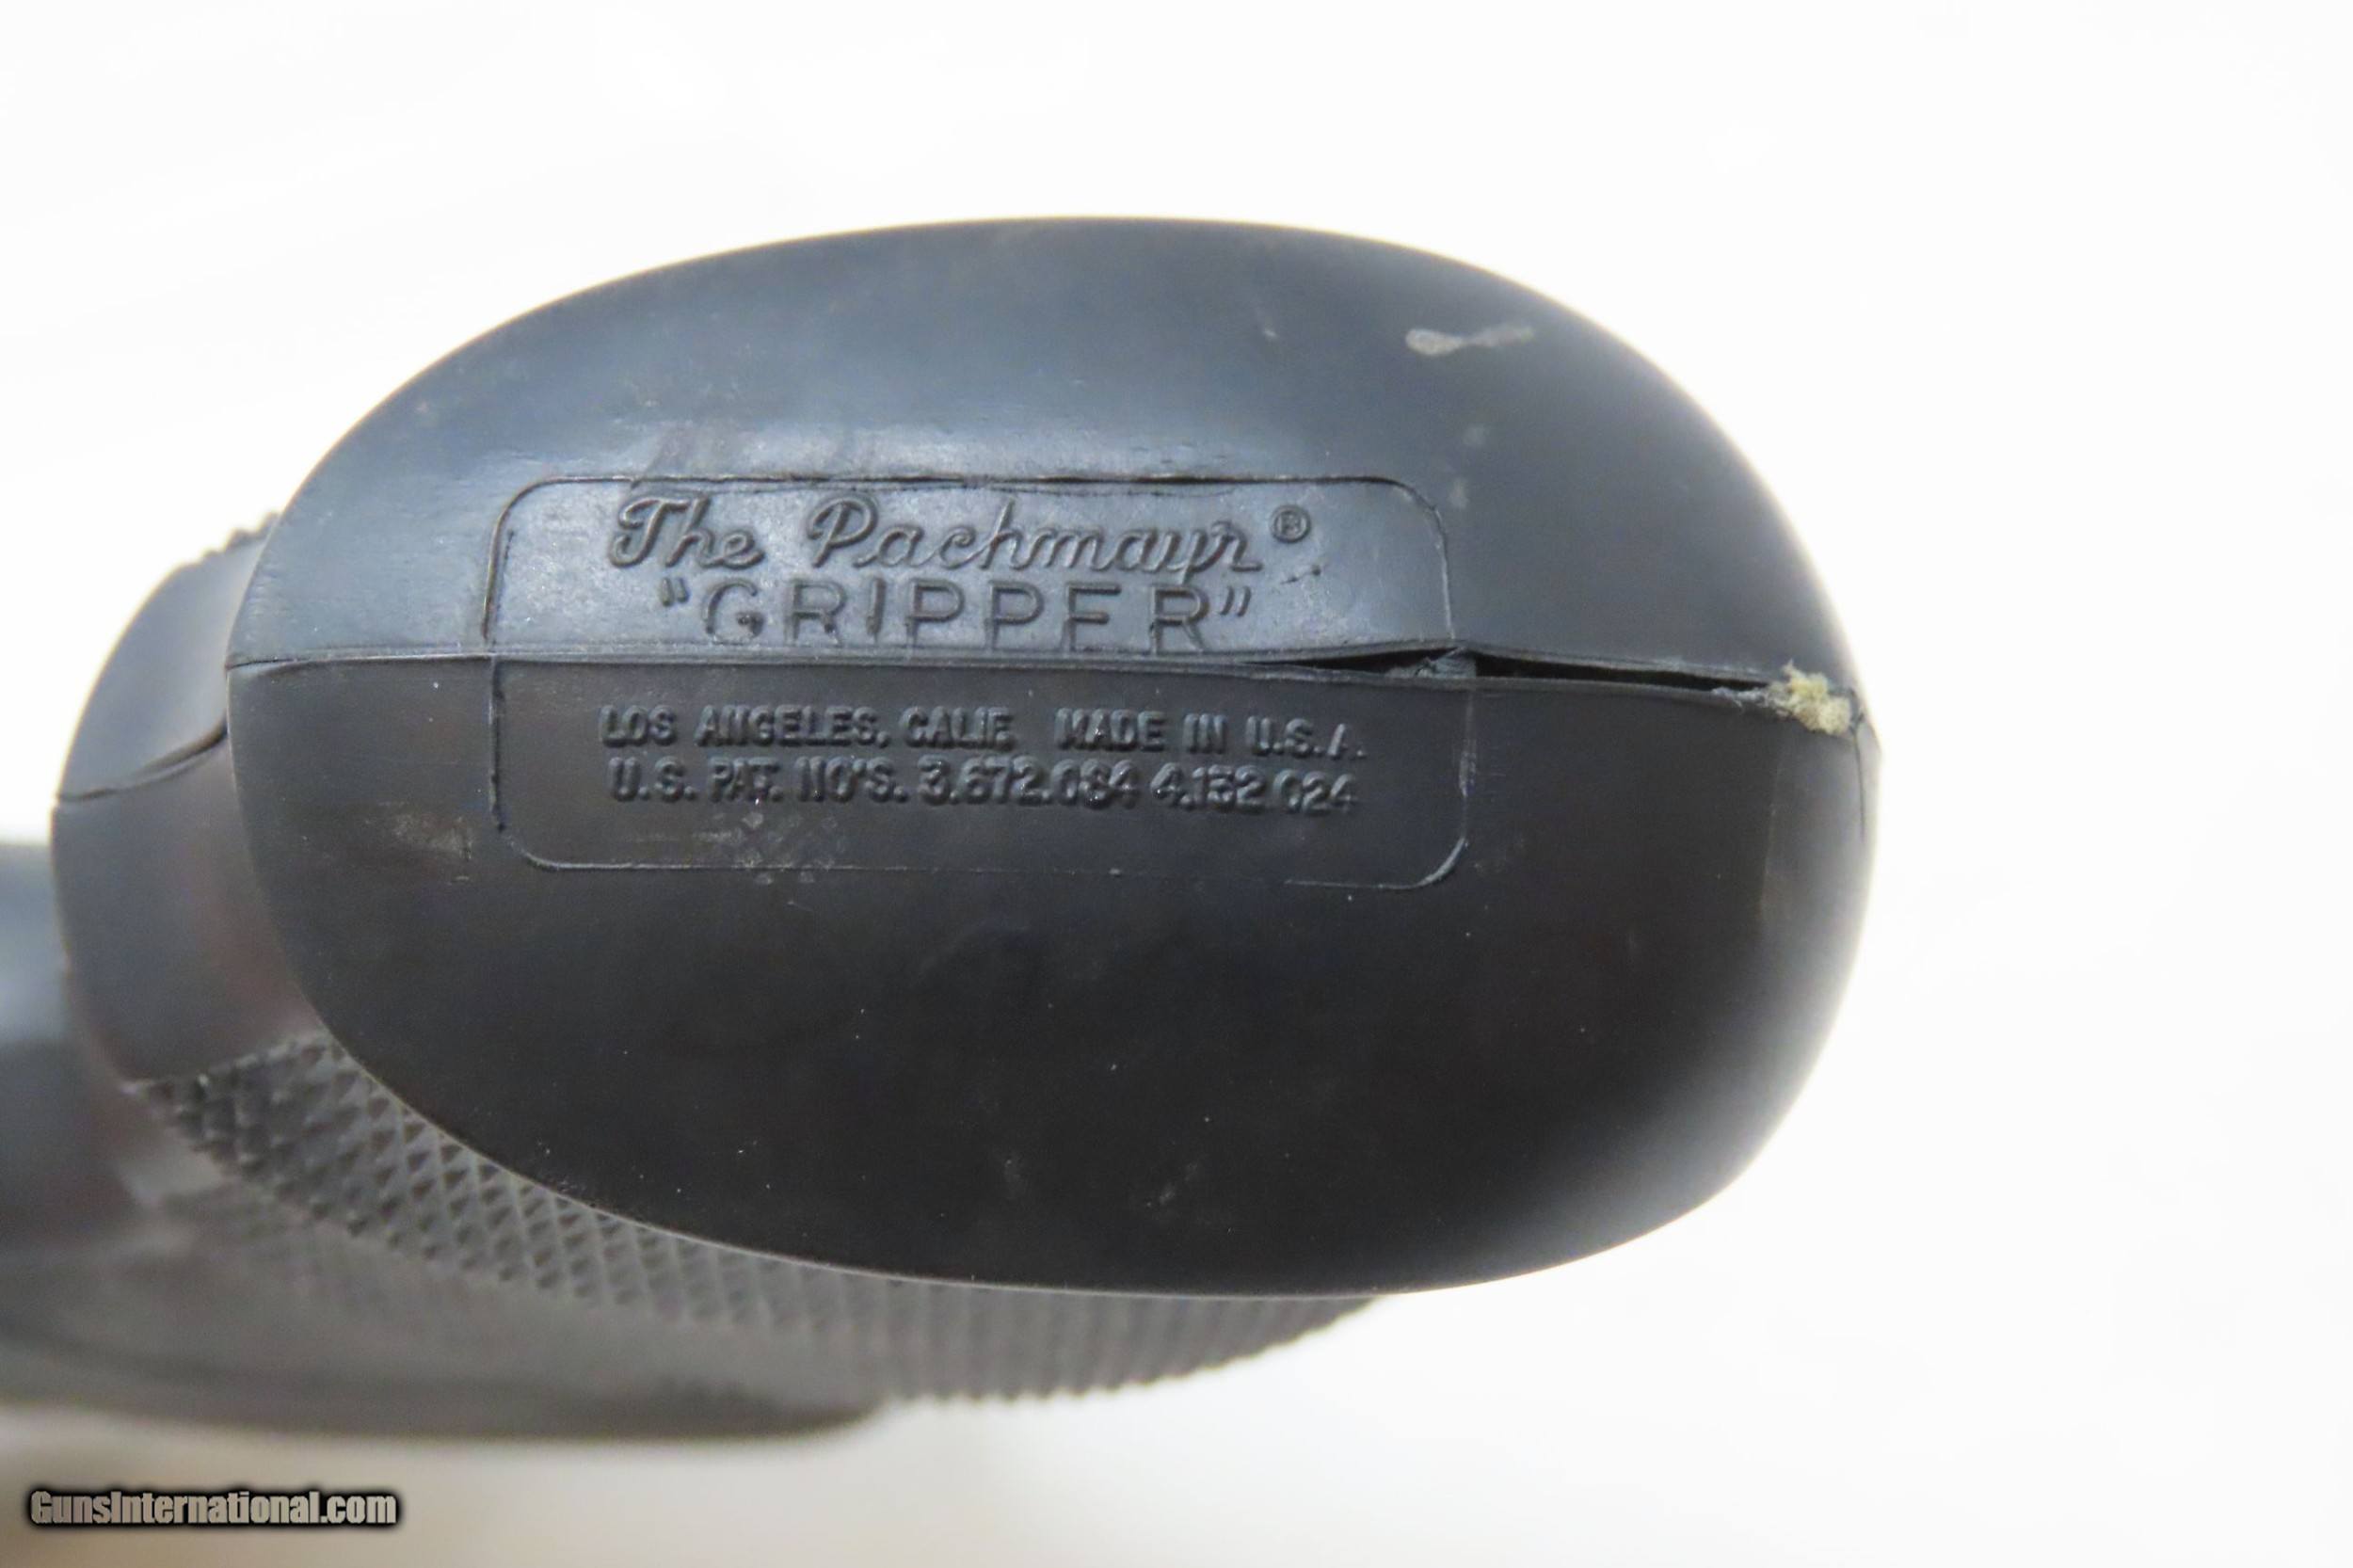 The Pachmayr®
"GRIPPER"
LOS ANGELES, CALIF. MADE IN U.S.A.
U.S. PAT. NO'S. 3.672.084 4.132 024
GunsInternational.com